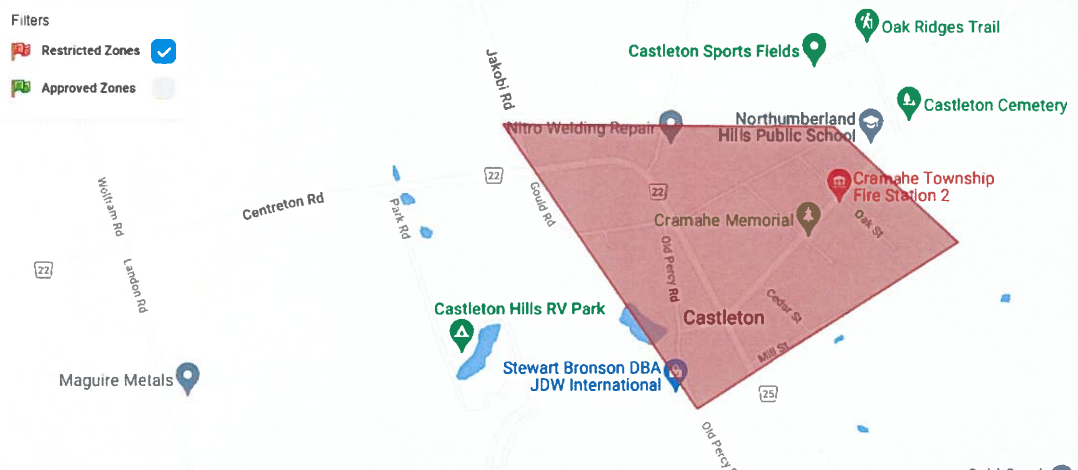 Filters
Restricted Zones
Approved Zones
Jakobi Rd
Oak Ridges Trail
Castleton Sports Fields
Castleton Cemetery
Nitro Welding Repair
Northumberland
Hills Public School
22
22
Cramahe Township
Fire Station 2
Wolfram Rd
Centreton Rd
Park Rd
Gould Rd
Cramahe Memorial
Oak St
22
Landon Rd
Old Percy Rd
Castleton Hills RV Park
Cedar St
Castleton
Mill St
Stewart Bronson DBA
JDW International
Maguire Metals
25
Old Percy